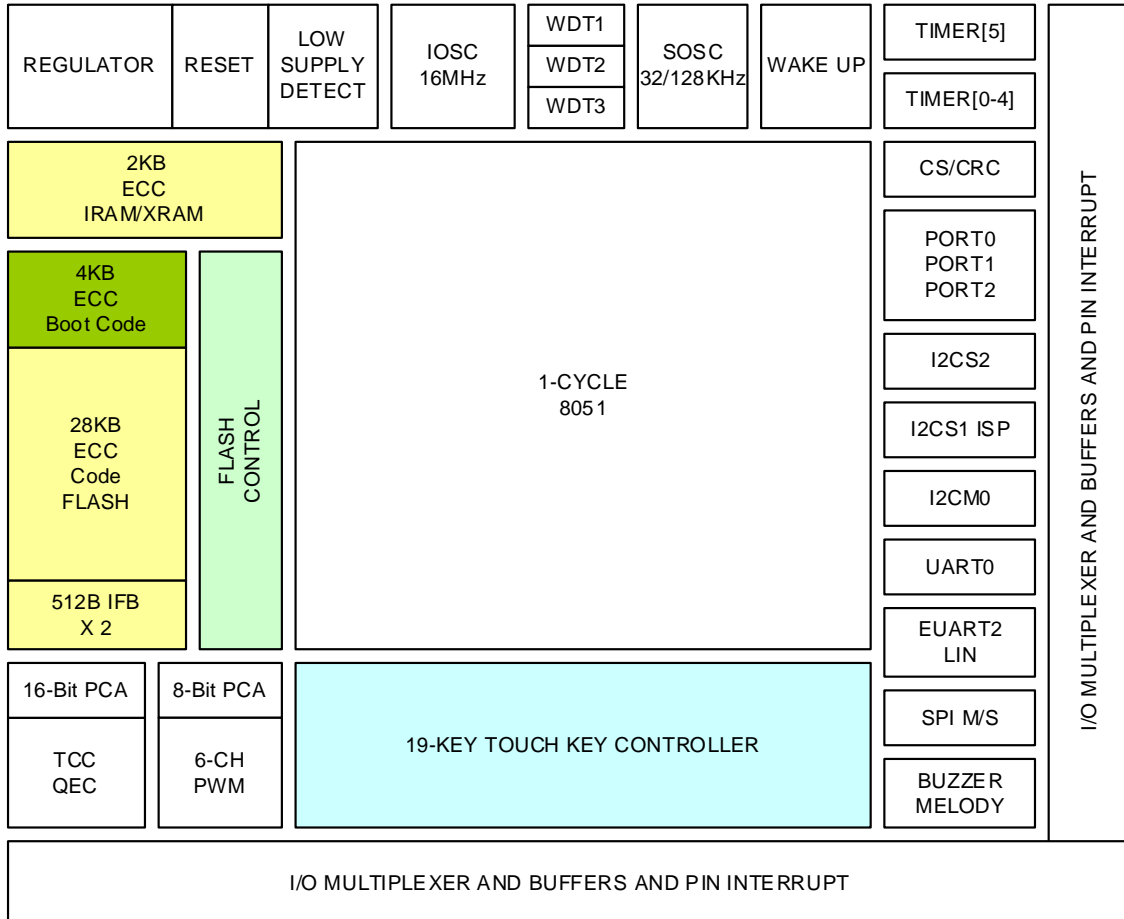 REGULATOR
RESET
LOW
SUPPLY
DETECT
IOSC
16MHz
WDT1
WDT2
WDT3
SOSC
32/128KHz
WAKE UP
TIMER[5]
TIMER[0-4]
2KB
ECC
IRAM/XRAM
4KB
ECC
Boot Code
28KB
ECC
Code
FLASH
512B IFB
X 2
FLASH
CONTROL
1-CYCLE
8051
CS/CRC
PORT0
PORT1
PORT2
I2CS2
I2CS1 ISP
I2CM0
UART0
EUART2
LIN
SPI M/S
BUZZER
MELODY
16-Bit PCA
TCC
QEC
8-Bit PCA
6-CH
PWM
19-KEY TOUCH KEY CONTROLLER
I/O MULTIPLEXER AND BUFFERS AND PIN INTERRUPT
I/O MULTIPLEXER AND BUFFERS AND PIN INTERRUPT